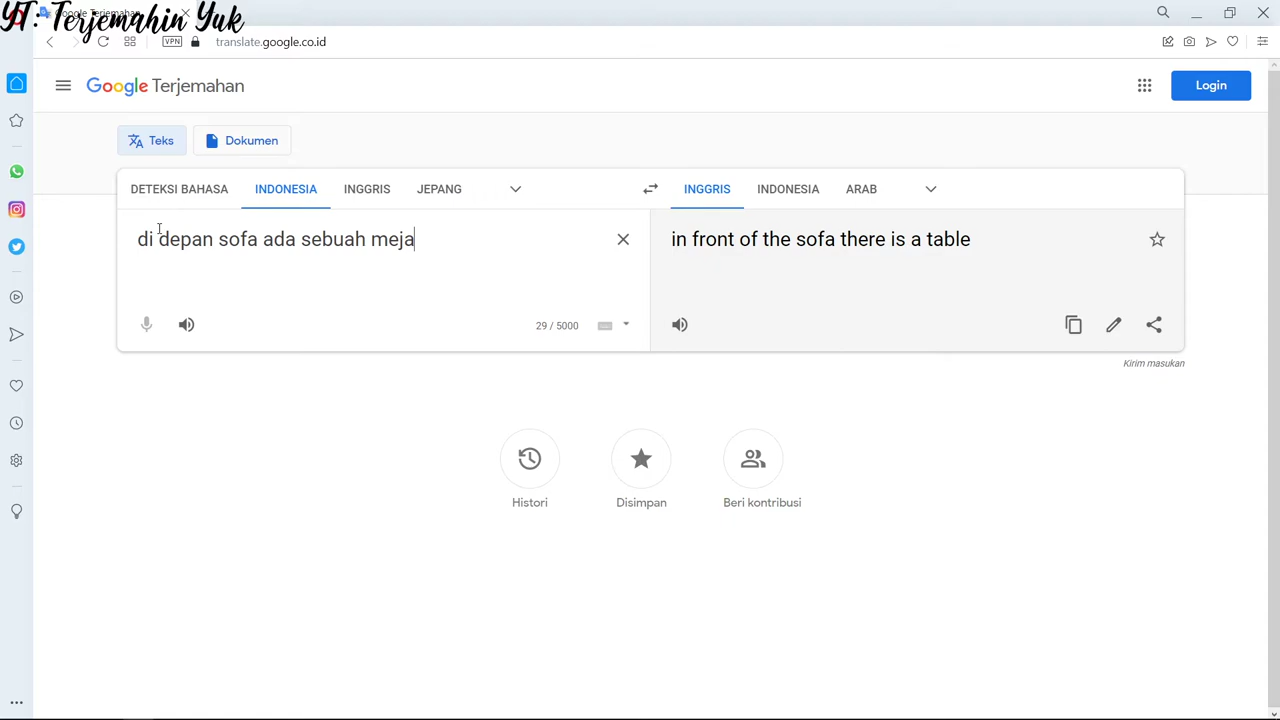 YT: Terjemahin Yuk
translate.google.co.id
VPN
Google Terjemahan
Login
Teks
Dokumen
DETEKSI BAHASA
INDONESIA
INGGRIS
JEPANG
INGGRIS
INDONESIA
ARAB
di depan sofa ada sebuah meja
in front of the sofa there is a table
29 / 5000
Kirim masukan
Histori
Disimpan
Beri kontribusi